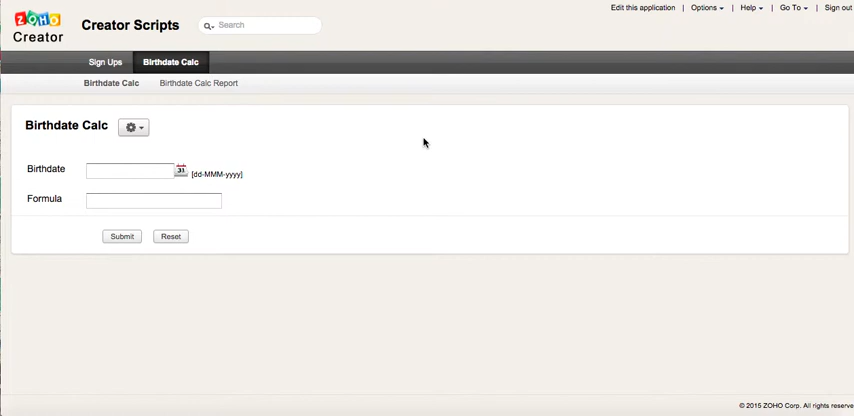 Edit this application | Options | Help | Go To | Sign out
ZOHO
Creator
Creator Scripts
Search
Sign Ups Birthdate Calc
Birthdate Calc Birthdate Calc Report
Birthdate Calc
Birthdate 31 [dd-MMM-yyyy]
Formula
Submit Reset
© 2015 ZOHO Corp. All rights reserve